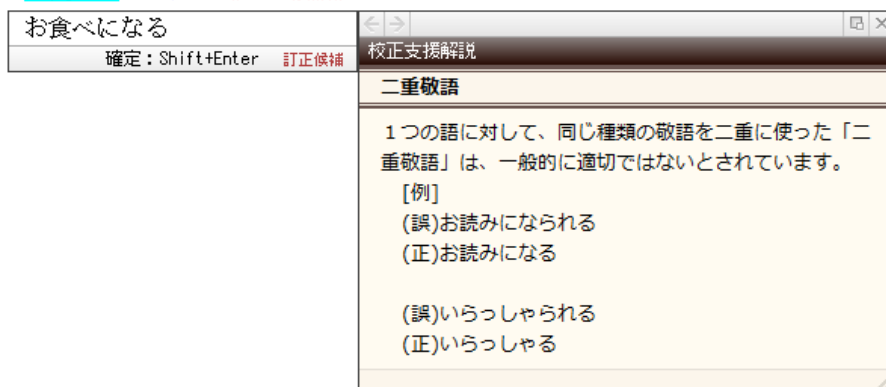 お食べになる
確定：Shift+Enter 訂正候補
校正支援解説
二重敬語
１つの語に対して、同じ種類の敬語を二重に使った「二
重敬語」は、一般的に適切ではないとされています。
[例]
(誤)お読みになられる
(正)お読みになる
(誤)いらっしゃられる
(正)いらっしゃる